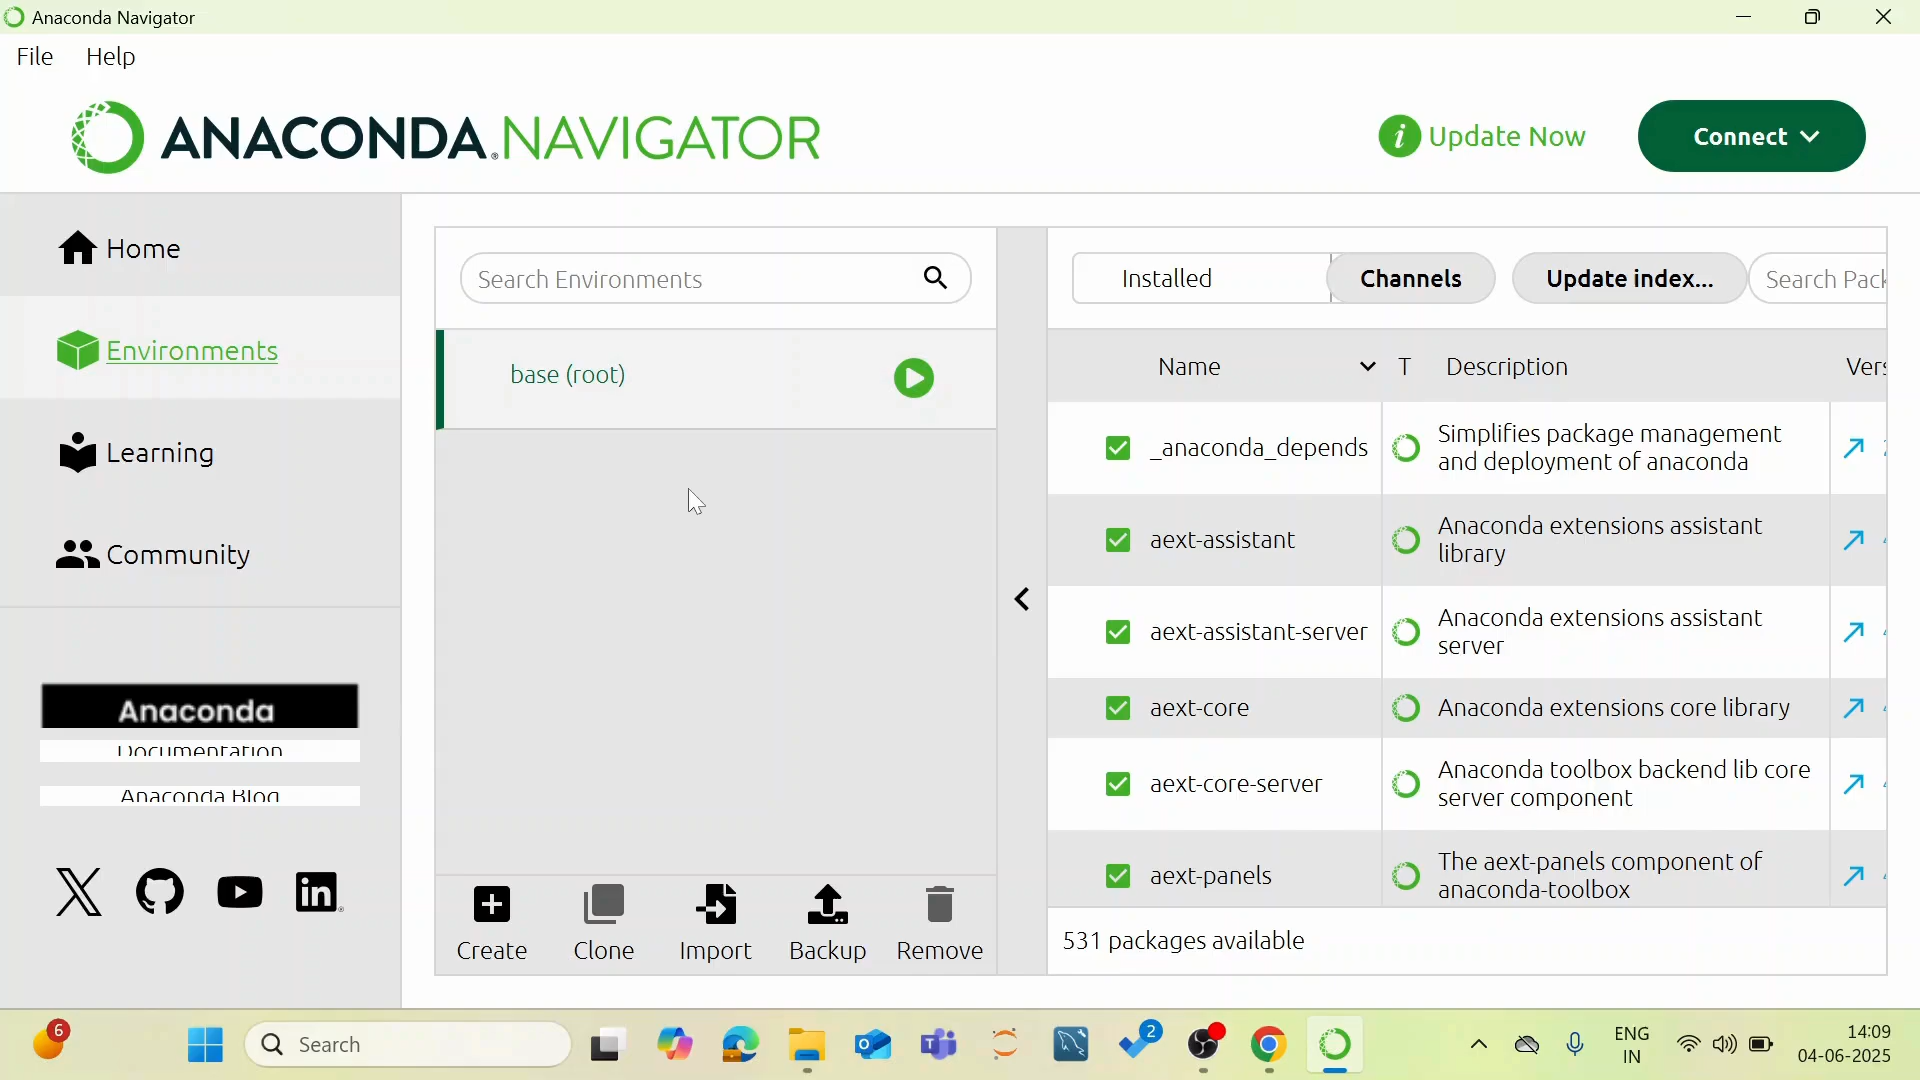 Anaconda Navigator
File Help
ANACONDA.NAVIGATOR
Update Now
Connect
Home
Environments
Learning
Community
Anaconda
Documentation
Anaconda Blog
Search Environments
base (root)
Create Clone Import Backup Remove
Installed Channels Update index... Search Pack
Name T Description Vers
_anaconda_depends
Simplifies package management
and deployment of anaconda
aext-assistant
Anaconda extensions assistant
library
aext-assistant-server
Anaconda extensions assistant
server
aext-core Anaconda extensions core library
aext-core-server
Anaconda toolbox backend lib core
server component
aext-panels
The aext-panels component of
anaconda-toolbox
531 packages available
6
Search
2
ENG
IN
14:09
04-06-2025